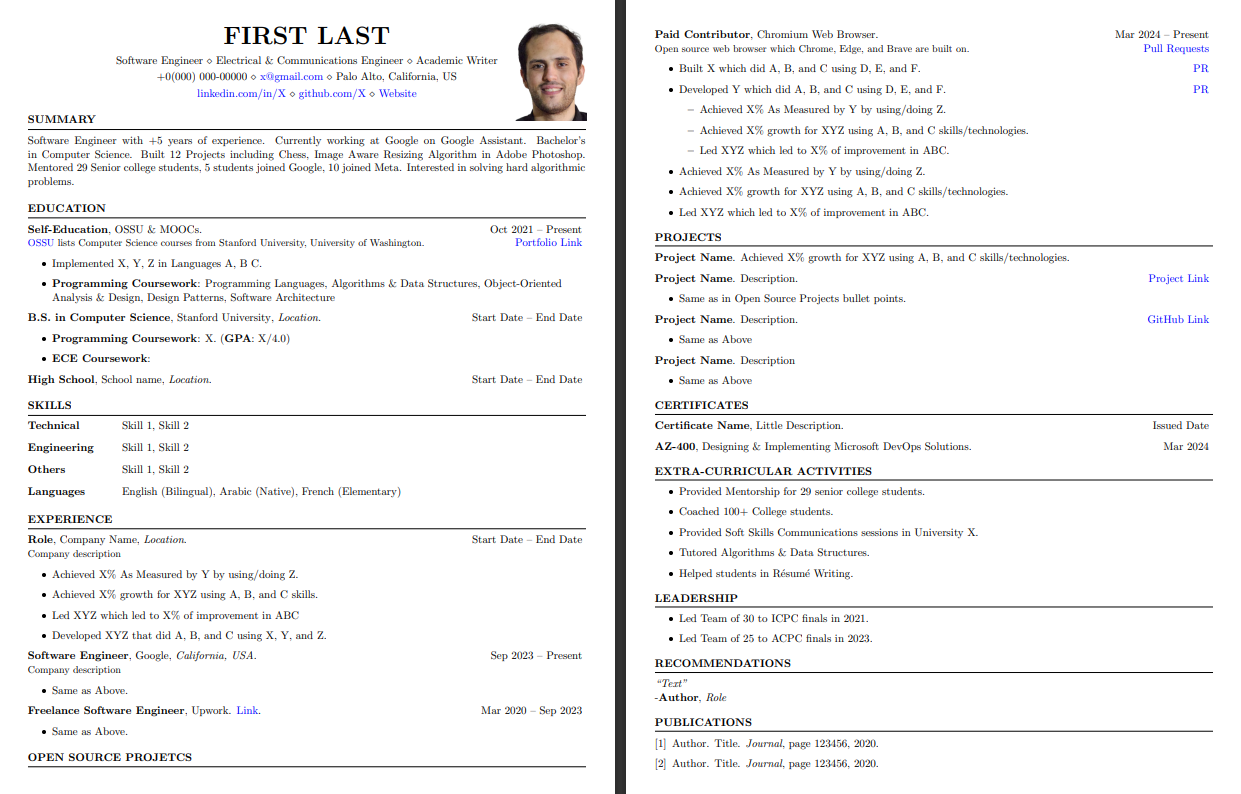 FIRST LAST
Software Engineer ⋄ Electrical & Communications Engineer ⋄ Academic Writer
+0(000) 000-00000 ⋄ x@gmail.com ⋄ Palo Alto, California, US
linkedin.com/in/X ⋄ github.com/X ⋄ Website
SUMMARY
Software Engineer with +5 years of experience. Currently working at Google on Google Assistant. Bachelor's
in Computer Science. Built 12 Projects including Chess, Image Aware Resizing Algorithm in Adobe Photoshop.
Mentored 29 Senior college students, 5 students joined Google, 10 joined Meta. Interested in solving hard algorithmic
problems.
EDUCATION
Self-Education, OSSU & MOOCs. Oct 2021 – Present
OSSU lists Computer Science courses from Stanford University, University of Washington. Portfolio Link
• Implemented X, Y, Z in Languages A, B C.
• Programming Coursework: Programming Languages, Algorithms & Data Structures, Object-Oriented
Analysis & Design, Design Patterns, Software Architecture
B.S. in Computer Science, Stanford University, Location. Start Date – End Date
• Programming Coursework: X. (GPA: X/4.0)
• ECE Coursework:
High School, School name, Location. Start Date – End Date
SKILLS
Technical Skill 1, Skill 2
Engineering Skill 1, Skill 2
Others Skill 1, Skill 2
Languages English (Bilingual), Arabic (Native), French (Elementary)
EXPERIENCE
Role, Company Name, Location. Start Date – End Date
Company description
• Achieved X% As Measured by Y by using/doing Z.
• Achieved X% growth for XYZ using A, B, and C skills.
• Led XYZ which led to X% of improvement in ABC
• Developed XYZ that did A, B, and C using X, Y, and Z.
Software Engineer, Google, California, USA. Sep 2023 – Present
Company description
• Same as Above.
Freelance Software Engineer, Upwork. Link. Mar 2020 – Sep 2023
• Same as Above.
OPEN SOURCE PROJETCS
Paid Contributor, Chromium Web Browser. Mar 2024 – Present
Open source web browser which Chrome, Edge, and Brave are built on. Pull Requests
• Built X which did A, B, and C using D, E, and F. PR
• Developed Y which did A, B, and C using D, E, and F. PR
– Achieved X% As Measured by Y by using/doing Z.
– Achieved X% growth for XYZ using A, B, and C skills/technologies.
– Led XYZ which led to X% of improvement in ABC.
• Achieved X% As Measured by Y by using/doing Z.
• Achieved X% growth for XYZ using A, B, and C skills/technologies.
• Led XYZ which led to X% of improvement in ABC.
PROJECTS
Project Name. Achieved X% growth for XYZ using A, B, and C skills/technologies.
Project Name. Description. Project Link
• Same as in Open Source Projects bullet points.
Project Name. Description. GitHub Link
• Same as Above
Project Name. Description
• Same as Above
CERTIFICATES
Certificate Name, Little Description. Issued Date
AZ-400, Designing & Implementing Microsoft DevOps Solutions. Mar 2024
EXTRA-CURRICULAR ACTIVITIES
• Provided Mentorship for 29 senior college students.
• Coached 100+ College students.
• Provided Soft Skills Communications sessions in University X.
• Tutored Algorithms & Data Structures.
• Helped students in Résumé Writing.
LEADERSHIP
• Led Team of 30 to ICPC finals in 2021.
• Led Team of 25 to ACPC finals in 2023.
RECOMMENDATIONS
“Text”
-Author, Role
PUBLICATIONS
[1] Author. Title. Journal, page 123456, 2020.
[2] Author. Title. Journal, page 123456, 2020.